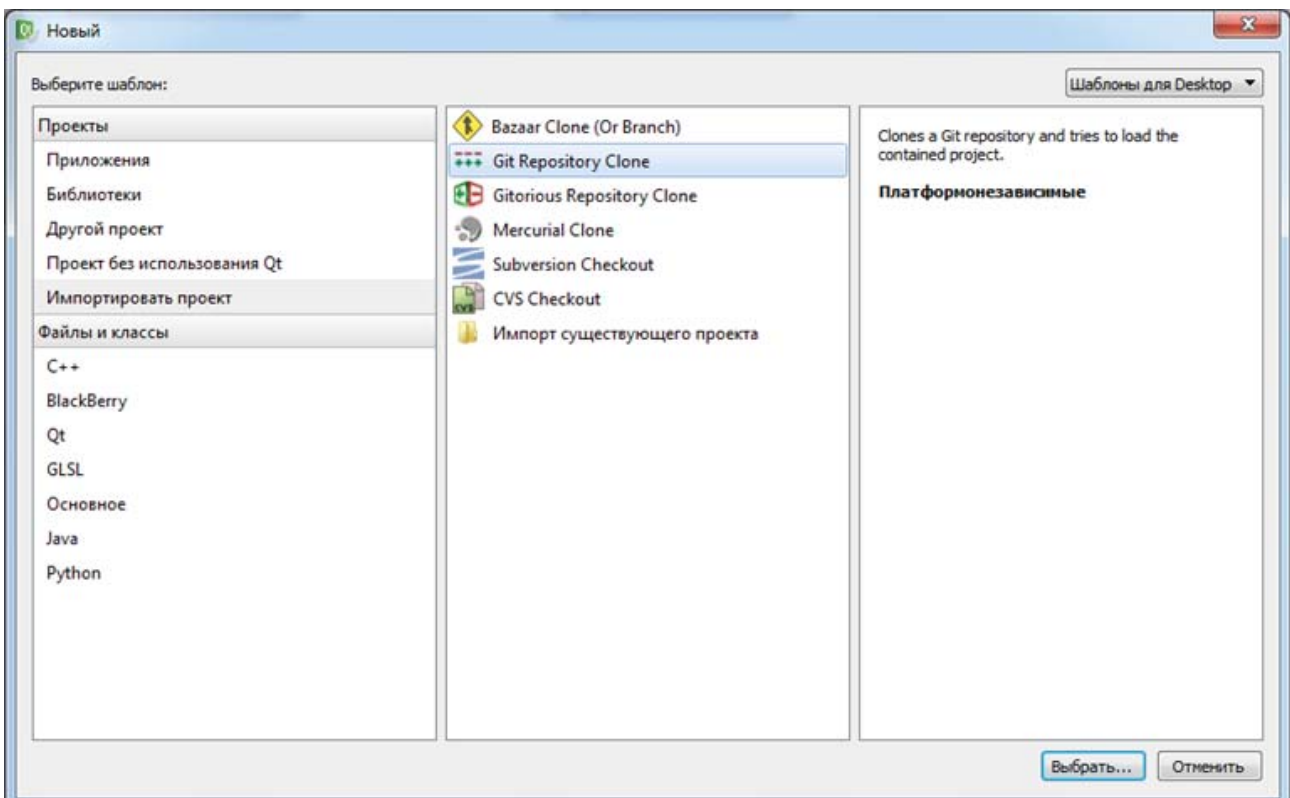 Новый
Выберите шаблон:
Шаблоны для Desktop
Проекты
Приложения
Библиотеки
Другой проект
Проект без использования Qt
Импортировать проект
Файлы и классы
C++
BlackBerry
Qt
GLSL
Основное
Java
Python
Bazaar Clone (Or Branch)
Git Repository Clone
Gitorious Repository Clone
Mercurial Clone
Subversion Checkout
CVS Checkout
Импорт существующего проекта
Clones a Git repository and tries to load the
contained project.
Платформонезависимые
Выбрать...
Отменить